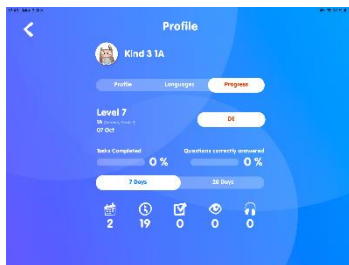 Profile
Kind 3 1A
Profile Languages Progress
Level 7
DE
07 Oct
Tasks Completed Questions correctly answered
0 % 0 %
7 Days 28 Days
2 19 0 0 0